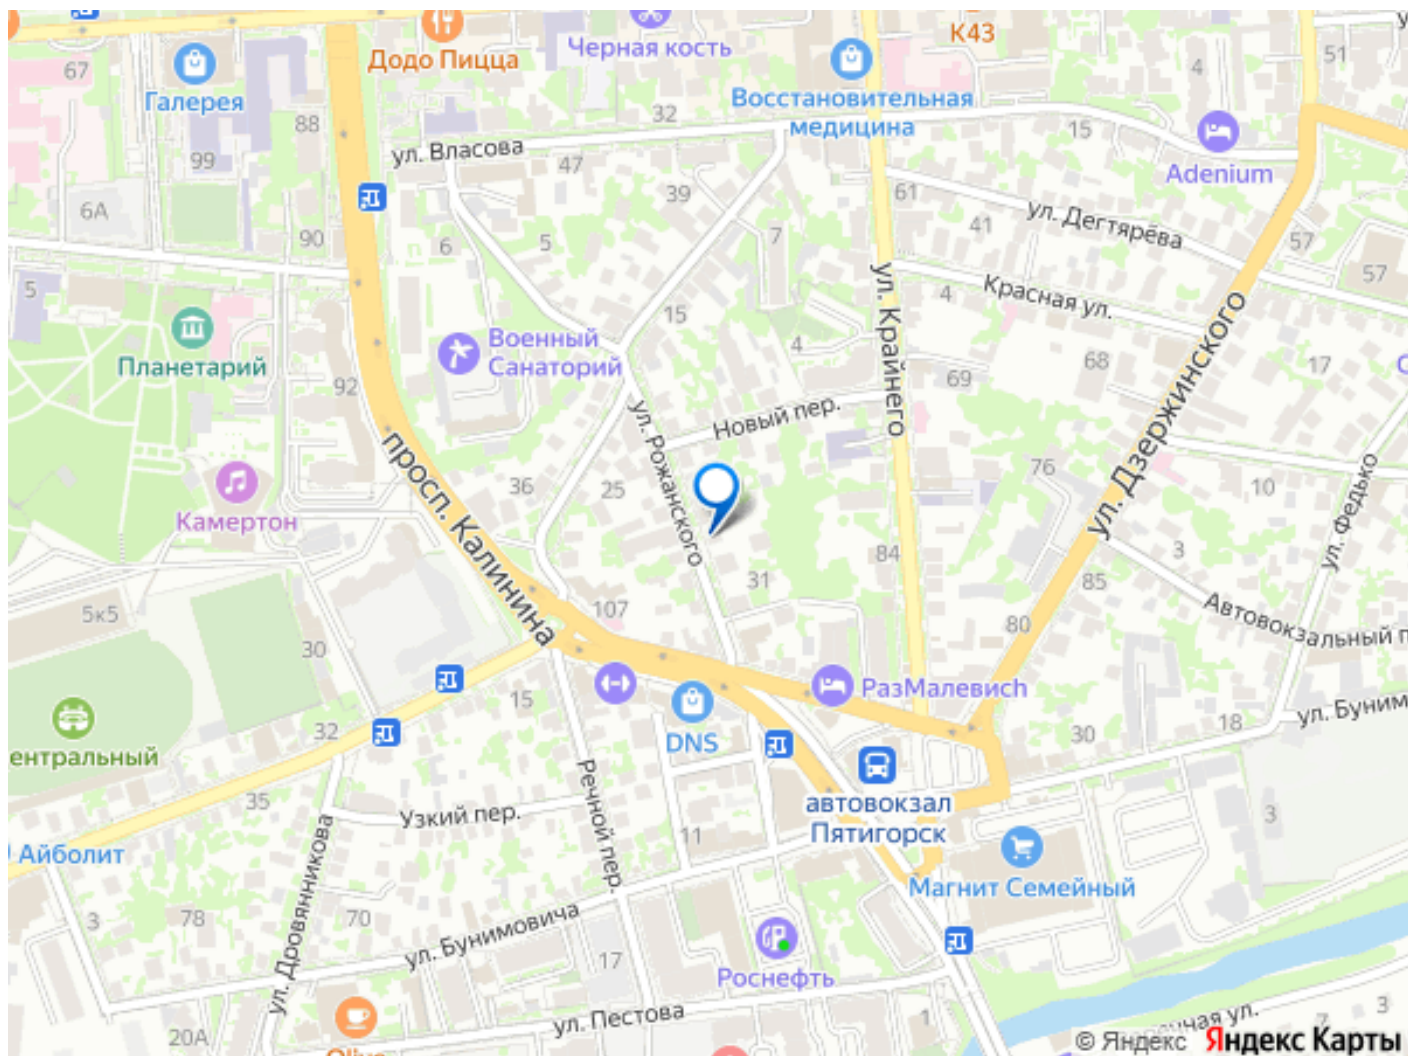 Додо Пицца
Черная кость
К43
51
67
Галерея
88
99
Восстановительная
медицина
32
4
15
Adenium
ул. Власова
47
39
61
6А
90
6
5
7
41
ул. Дегтярёва
57
57
5
Планетарий
Военный
Санаторий
15
ул. Крайнего
4
Красная ул.
4
68
17
92
69
ул. Дзержинского
Новый пер.
ул. Рожанского
просп. Калинина
36
25
76
10
ул. Федько
Камертон
84
3
31
85
5к5
107
80
Автовокзальный п
30
РазМалевич
15
DNS
32
ентральный
30
18
ул. Буним
35
Узкий пер.
Речной пер.
автовокзал
Пятигорск
11
3
Айболит
Магнит Семейный
ул. Дровянникова
3
78
70
ул. Бунимовича
17
Роснефть
20А
ул. Пестова
1
3
чная ул.
© Яндекс Яндекс Карты